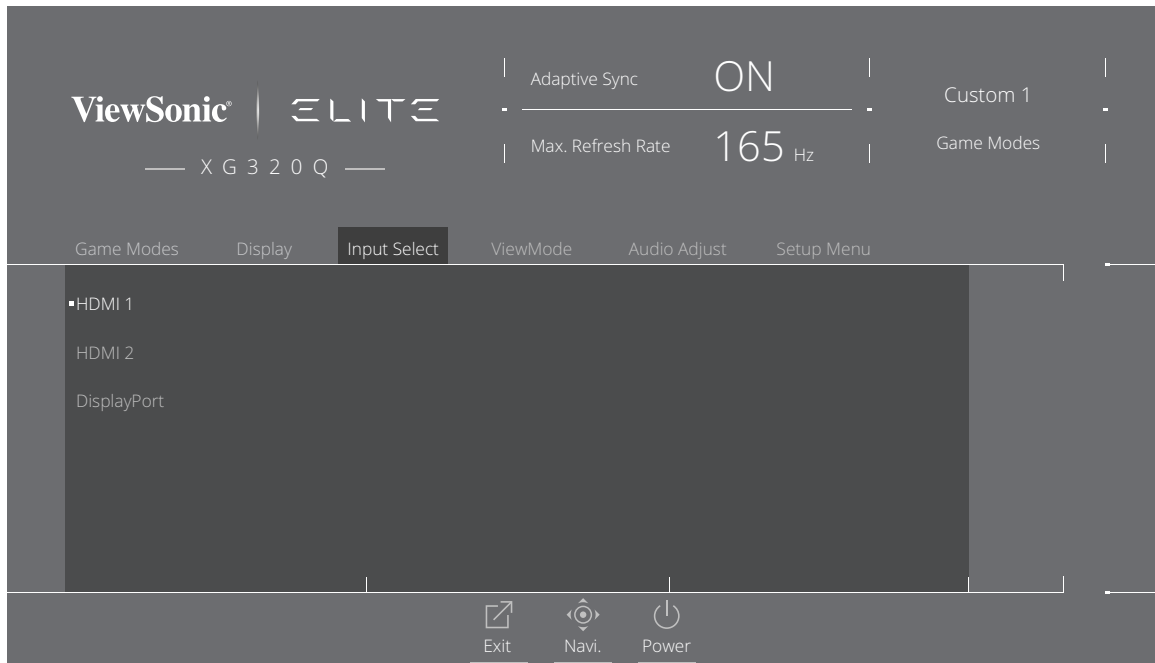 ViewSonic® ELITE
XG320Q
Adaptive Sync ON
Max. Refresh Rate 165 Hz
Custom 1
Game Modes
Game Modes Display Input Select ViewMode Audio Adjust Setup Menu
HDMI 1
HDMI 2
DisplayPort
Exit Navi. Power